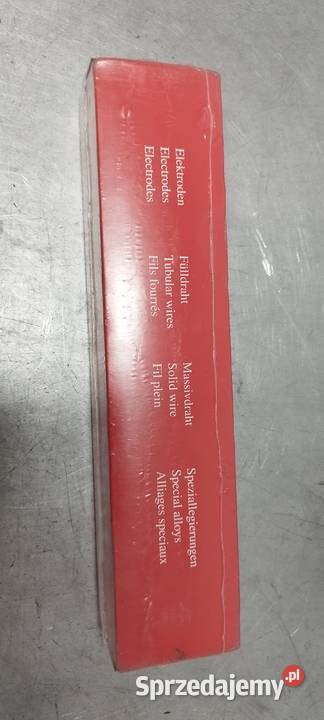 Elektroden
Electrodes
Electrodes
Fülldraht
Tubular wires
Fils fourrés
Massivdraht
Solid wire
Fil plein
Speziallegierungen
Special alloys
Alliages speciaux
Sprzedajemy.pl